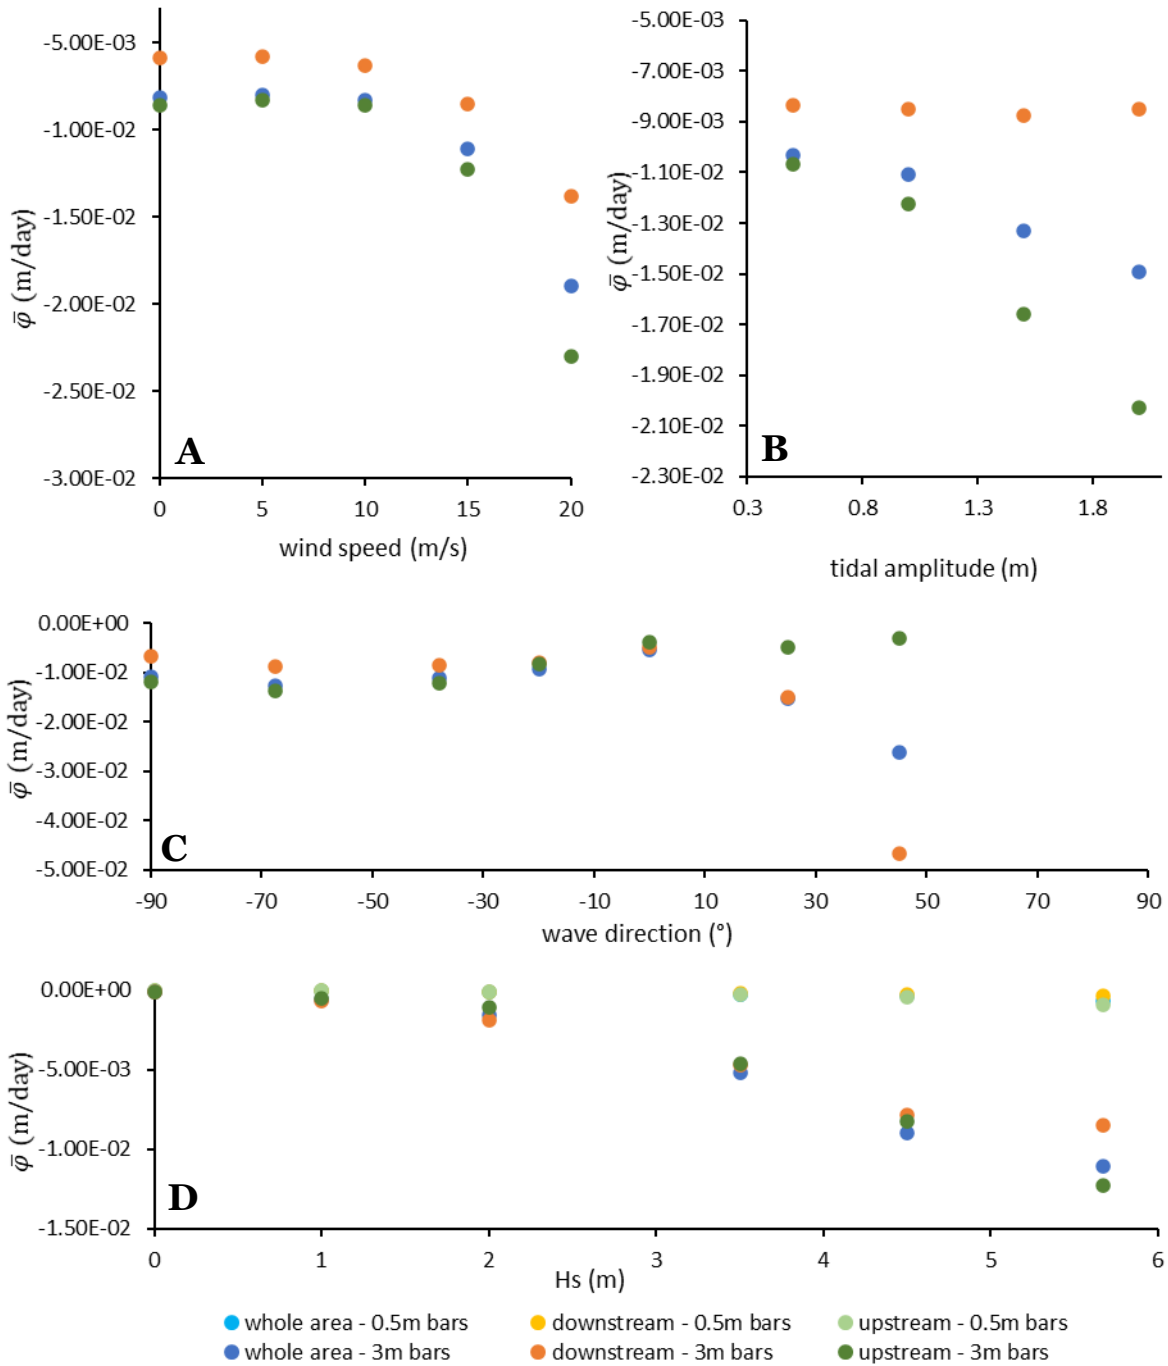 -5.00E-03
-1.00E-02
-1.50E-02
-2.00E-02
-2.50E-02
-3.00E-02
φ̅ (m/day)
A
0 5 10 15 20
wind speed (m/s)
-5.00E-03
-7.00E-03
-9.00E-03
-1.10E-02
-1.30E-02
-1.50E-02
-1.70E-02
-1.90E-02
-2.10E-02
-2.30E-02
φ̅ (m/day)
B
0.3 0.8 1.3 1.8
tidal amplitude (m)
0.00E+00
-1.00E-02
-2.00E-02
-3.00E-02
-4.00E-02
-5.00E-02
φ̅ (m/day)
C
-90 -70 -50 -30 -10 10 30 50 70 90
wave direction (°)
0.00E+00
-5.00E-03
-1.00E-02
-1.50E-02
φ̅ (m/day)
D
0 1 2 3 4 5 6
Hs (m)
whole area - 0.5m bars downstream - 0.5m bars upstream - 0.5m bars
whole area - 3m bars downstream - 3m bars upstream - 3m bars